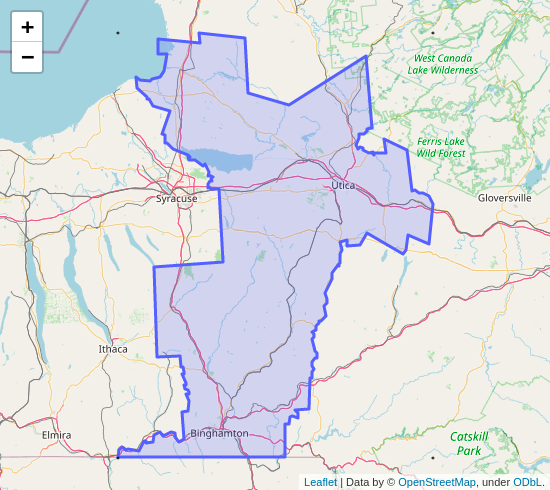 +
−
West Canada
Lake Wilderness
Ferris Lake
Wild Forest
Utica
Syracuse
Gloversville
Ithaca
Elmira
Binghamton
Catskill
Park
Leaflet | Data by © OpenStreetMap, under ODbL.